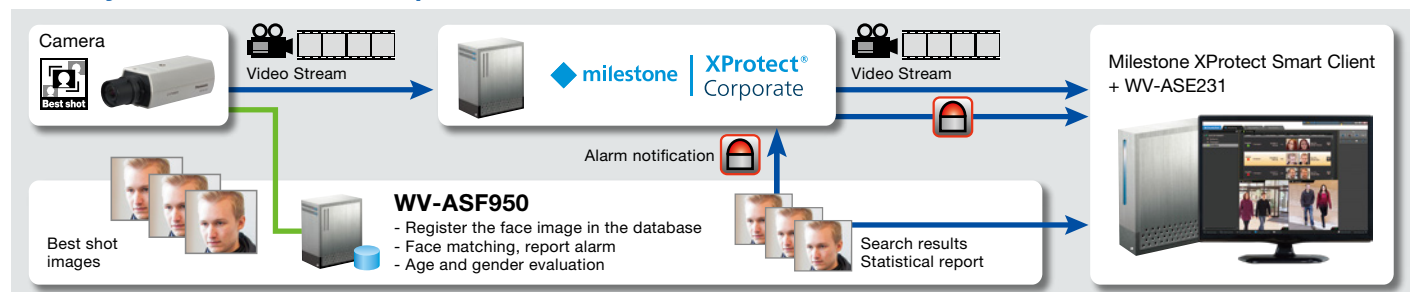 Camera
Best shot
Video Stream
milestone
XProtect®
Corporate
Video Stream
Milestone XProtect Smart Client
+ WV-ASE231
Alarm notification
Best shot
images
WV-ASF950
- Register the face image in the database
- Face matching, report alarm
- Age and gender evaluation
Search results
Statistical report